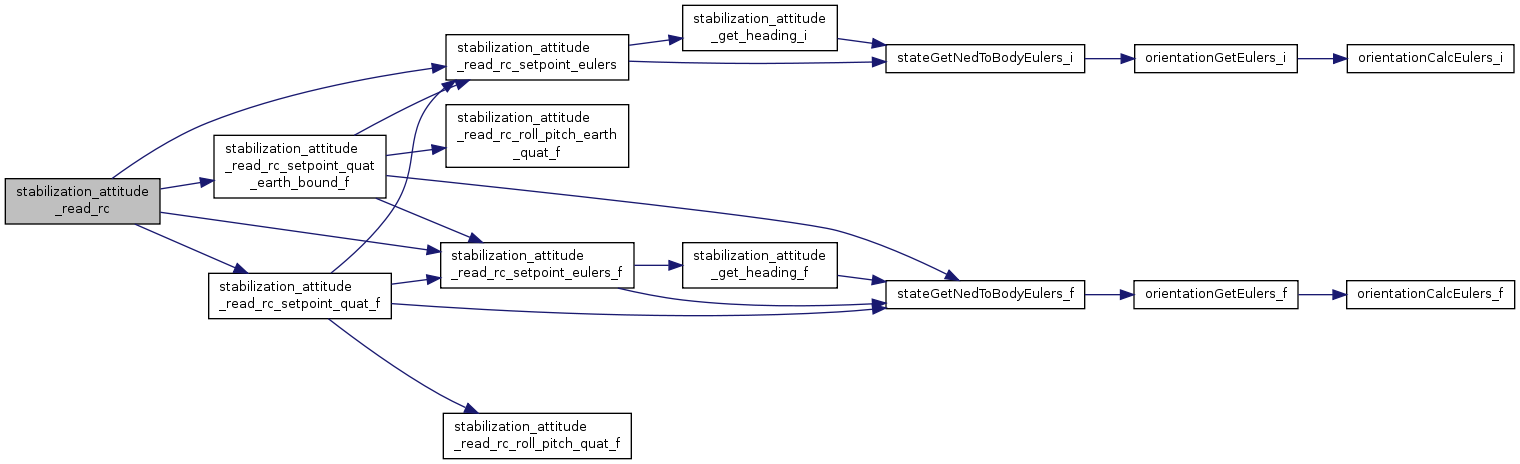 stabilization_attitude
_read_rc
stabilization_attitude
_read_rc_setpoint_quat
_earth_bound_f
stabilization_attitude
_read_rc_setpoint_quat_f
stabilization_attitude
_read_rc_setpoint_eulers
stabilization_attitude
_read_rc_roll_pitch_earth
_quat_f
stabilization_attitude
_read_rc_setpoint_eulers_f
stabilization_attitude
_read_rc_roll_pitch_quat_f
stabilization_attitude
_get_heading_i
stabilization_attitude
_get_heading_f
stateGetNedToBodyEulers_i
stateGetNedToBodyEulers_f
orientationGetEulers_i
orientationGetEulers_f
orientationCalcEulers_i
orientationCalcEulers_f